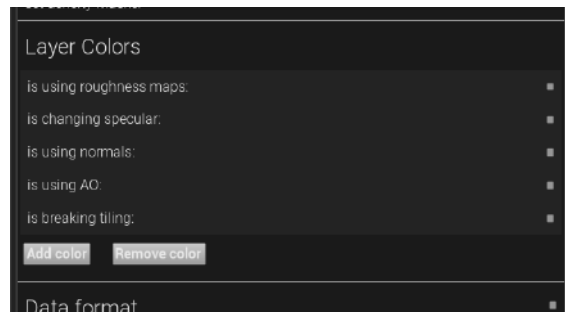 Layer Colors
is using roughness maps:
is changing specular:
is using normals:
is using AO:
is breaking tiling:
Add color Remove color
Data format